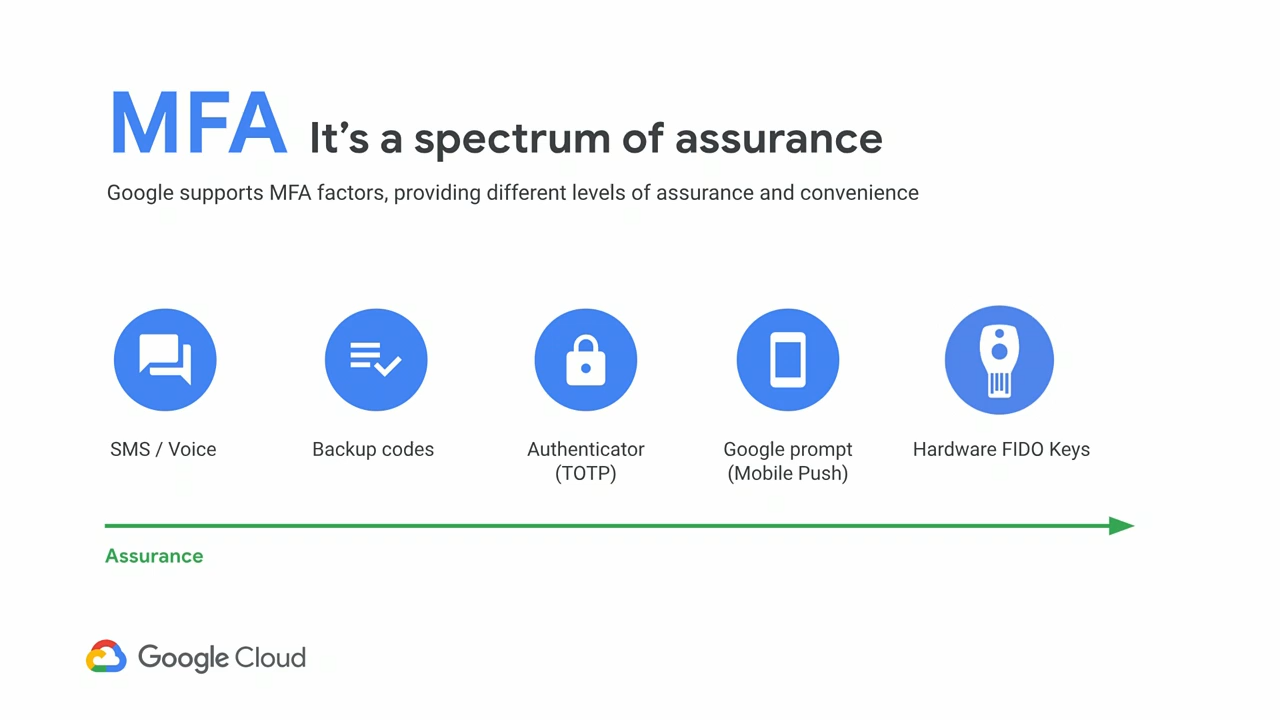 MFA It's a spectrum of assurance
Google supports MFA factors, providing different levels of assurance and convenience
SMS / Voice
Backup codes
Authenticator
(TOTP)
Google prompt
(Mobile Push)
Hardware FIDO Keys
Assurance
Google Cloud